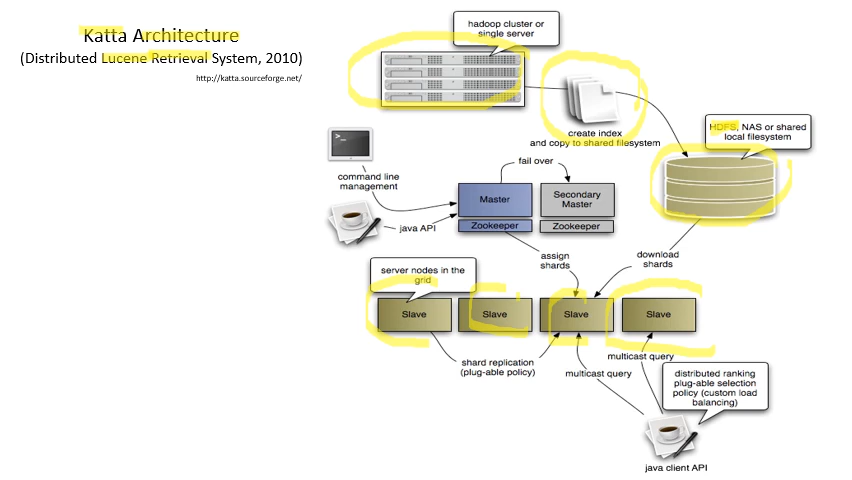 Katta Architecture
(Distributed Lucene Retrieval System, 2010)
http://katta.sourceforge.net/
hadoop cluster or
single server
create index
and copy to shared filesystem
HDFS, NAS or shared
local filesystem
command line
management
java API
fail over
Master
Secondary
Master
Zookeeper
Zookeeper
assign
shards
download
shards
server nodes in the
grid
Slave
Slave
Slave
Slave
shard replication
(plug-able policy)
multicast query
multicast query
distributed ranking
plug-able selection
policy (custom load
balancing)
java client API